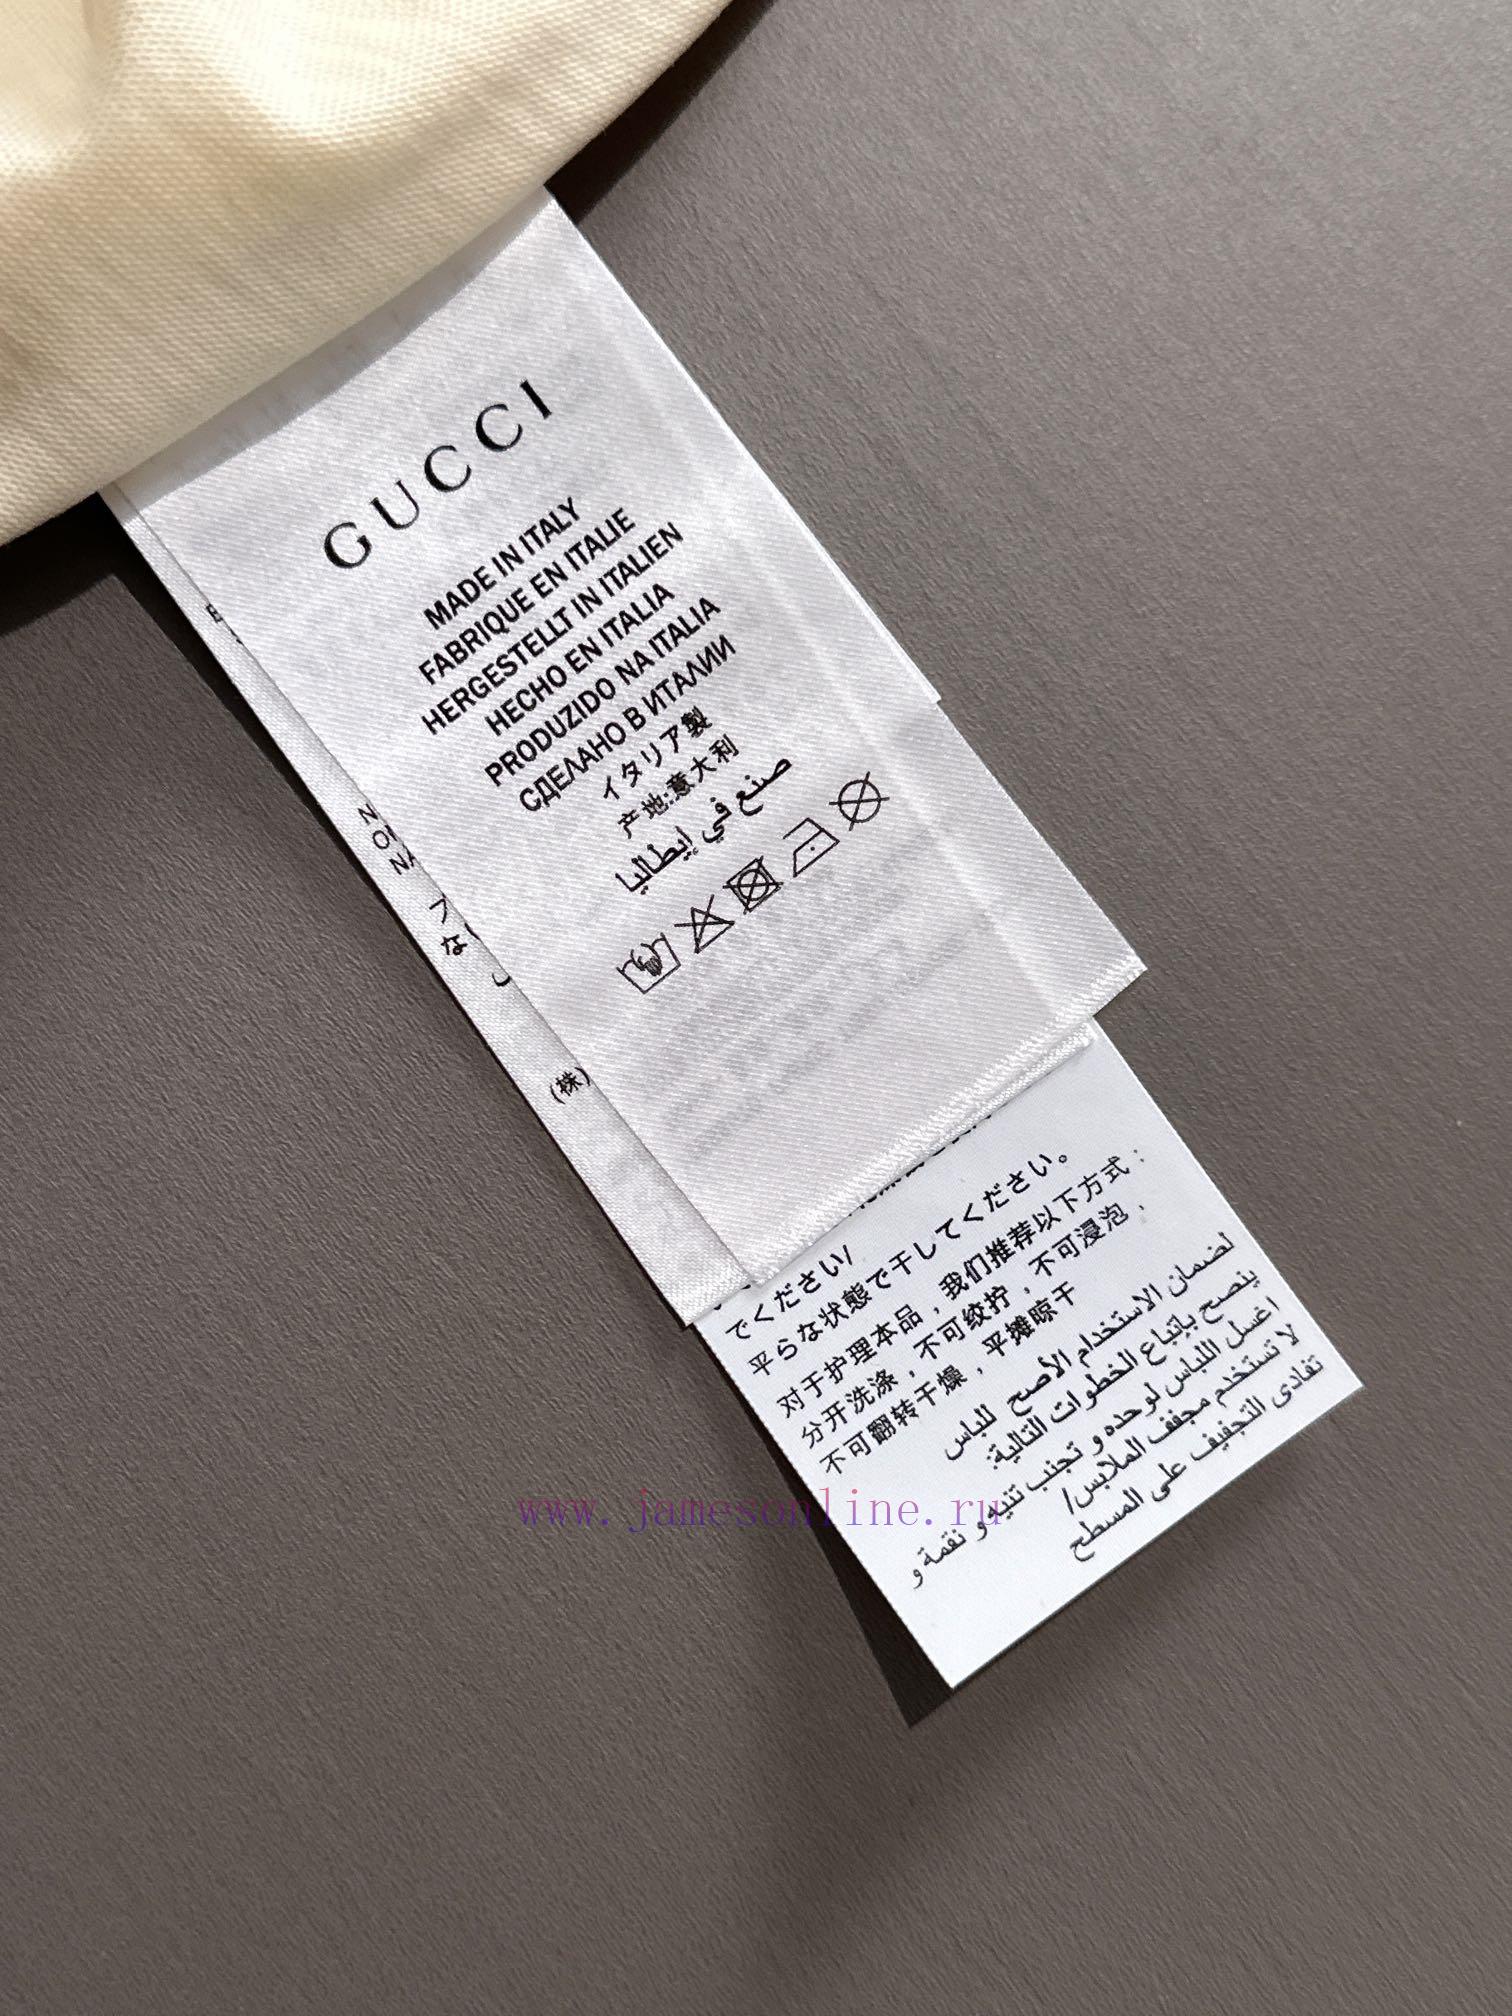 GUCCI
MADE IN ITALY
FABRIQUE EN ITALIE
HERGESTELLT IN ITALIEN
HECHO EN ITALIA
PRODUZIDO NA ITALIA
СДЕЛАНО В ИТАЛИИ
イタリア製
产地:意大利
صنع في إيطاليا
(株)
でください/
平らな状態で干してください。
对于护理本品，我们推荐以下方式：
分开洗涤，不可绞拧，不可浸泡，
不可翻转干燥，平摊晾干
لضمان الاستخدام الأصح للباس
ينصح بإتباع الخطوات التالية:
اغسل اللباس لوحده و تجنب تنيه و نقمة و
لا تستخدم مجفف الملابس/
تفادى التجفيف على المسطح
www.jamesonline.ru